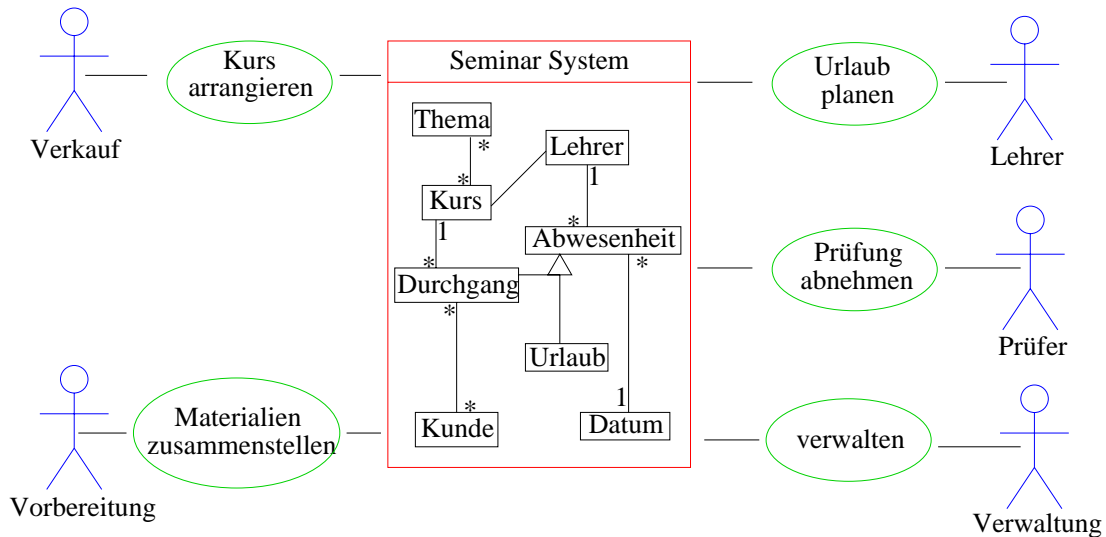 Kurs
arrangieren
Verkauf
Materialien
zusammenstellen
Vorbereitung
Seminar System
Thema
*
*
Kurs
Lehrer
1
*
1
*
Abwesenheit
*
Durchgang
*
Urlaub
*
Kunde
1
Datum
Urlaub
planen
Lehrer
Prüfung
abnehmen
Prüfer
verwalten
Verwaltung